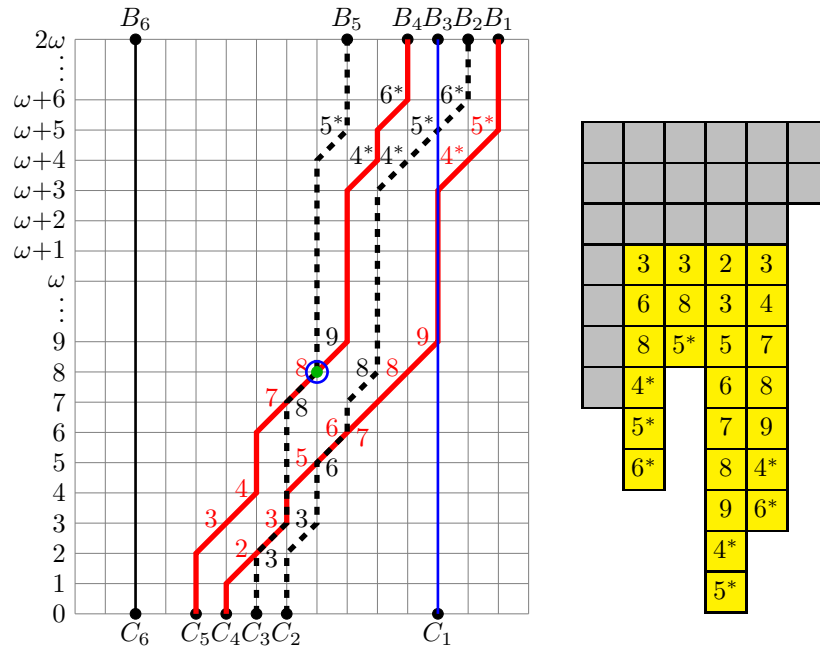 B₆ B₅ B₄ B₃ B₂ B₁
2ω
⋮
ω+6 6* 6*
ω+5 5* 5* 5*
ω+4 4* 4* 4*
ω+3
ω+2
ω+1
ω
⋮
9 9 9
8 8 8 8
7 7 8
6 6 7
5 5 6
4 4
3 3 3 3
2 2 3
1
0
C₆ C₅ C₄ C₃ C₂ C₁
3 3 2 3
6 8 3 4
8 5* 5 7
4* 6 8
5* 7 9
6* 8 4*
9 6*
4*
5*